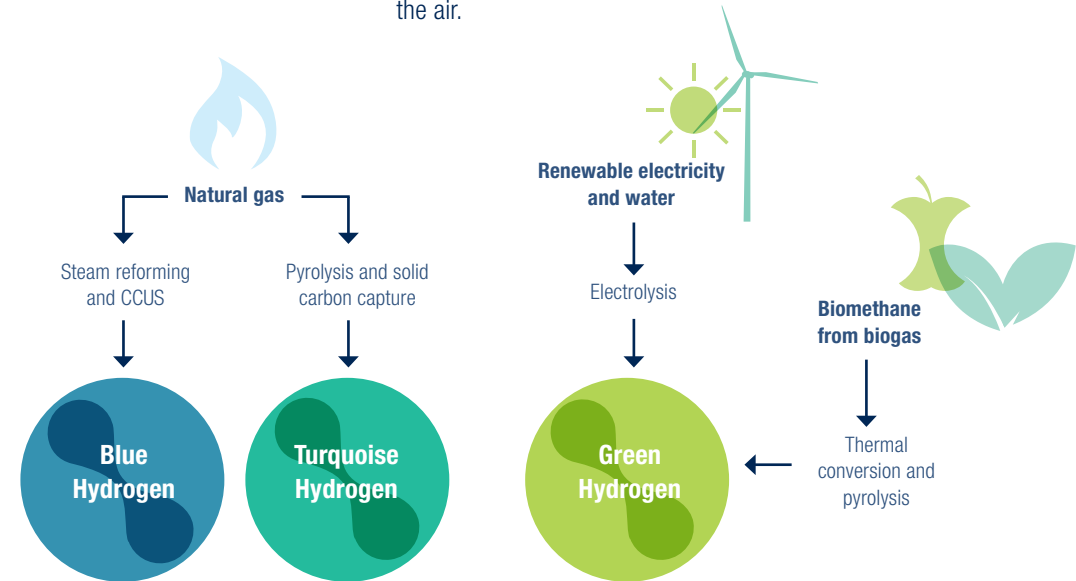 the air.
Natural gas
Steam reforming
and CCUS
Pyrolysis and solid
carbon capture
Blue
Hydrogen
Turquoise
Hydrogen
Renewable electricity
and water
Electrolysis
Green
Hydrogen
Biomethane
from biogas
Thermal
conversion and
pyrolysis